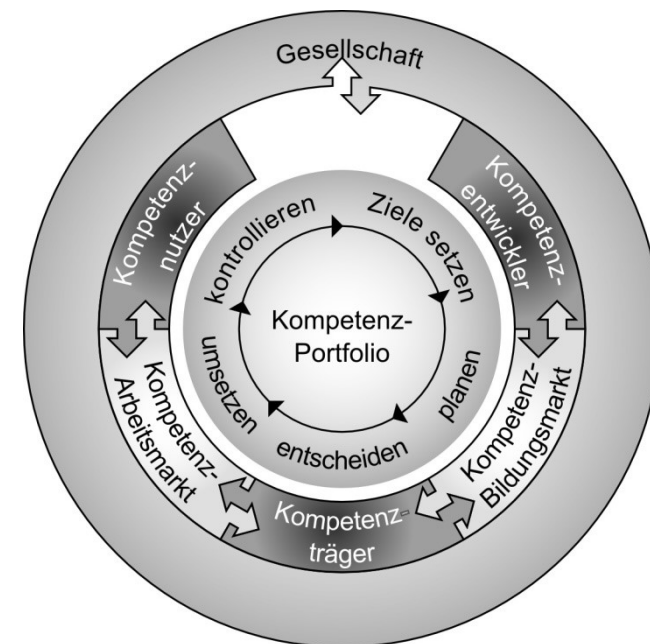 Gesellschaft
Kompetenz-
nutzer
Kompetenz-
entwickler
kontrollieren
Ziele setzen
Kompetenz-
Portfolio
umsetzen
planen
entscheiden
Kompetenz-
Arbeitsmarkt
Kompetenz-
Bildungsmarkt
Kompetenz-
träger